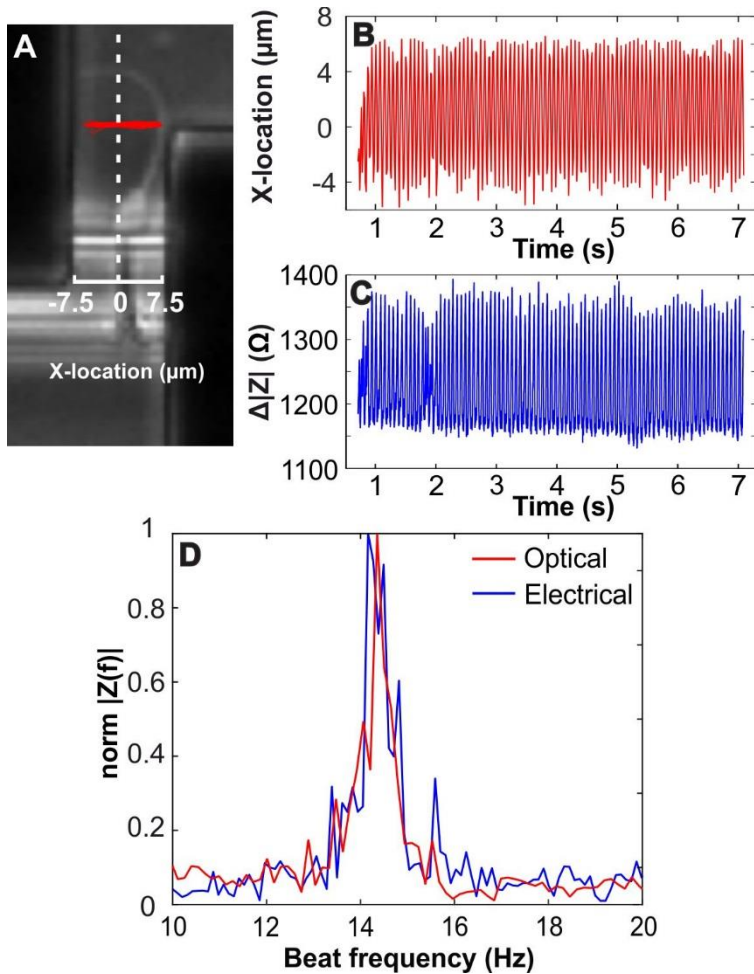 A
-7.5 0 7.5
X-location (µm)
B
X-location (µm)
8
4
0
-4
1 2 3 4 5 6 7
Time (s)
C
Δ|Z| (Ω)
1400
1300
1200
1100
1 2 3 4 5 6 7
Time (s)
D
norm |Z(f)|
1
0.8
0.6
0.4
0.2
0
10 12 14 16 18 20
Beat frequency (Hz)
Optical
Electrical